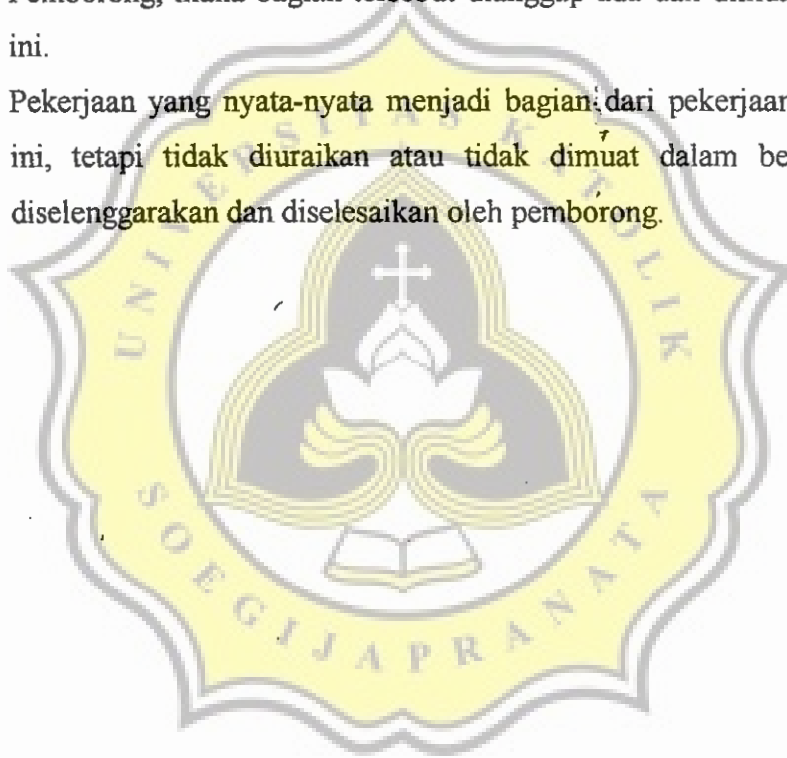 ini.
Pekerjaan yang nyata-nyata menjadi bagian dari pekerjaan
ini, tetapi tidak diuraikan atau tidak dimuat dalam be
diselenggarakan dan diselesaikan oleh pemborong.
UNIVERSITAS KATOLIK
SOEGIJAPRANATA